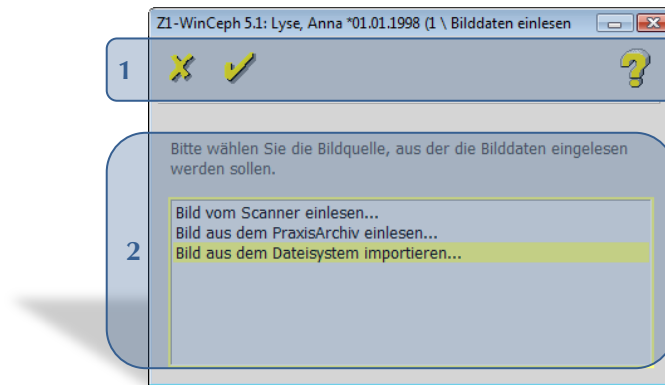 Z1-WinCeph 5.1: Lyse, Anna *01.01.1998 (1 \ Bilddaten einlesen
1
Bitte wählen Sie die Bildquelle, aus der die Bilddaten eingelesen
werden sollen.
Bild vom Scanner einlesen...
Bild aus dem PraxisArchiv einlesen...
2
Bild aus dem Dateisystem importieren...